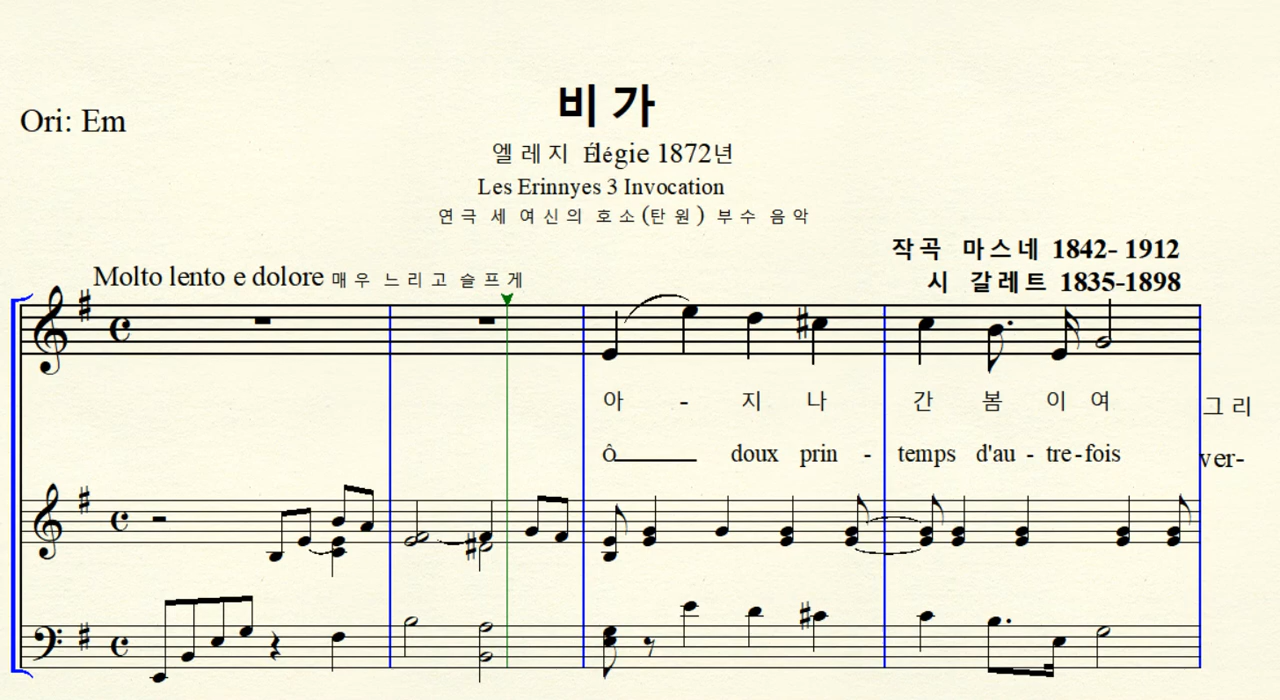 비가
Ori: Em
엘레지 Élégie 1872년
Les Erinnyes 3 Invocation
연극 세 여신의 호소(탄원) 부수 음악
작곡 마스네 1842- 1912
Molto lento e dolore 매우 느리고 슬프게
시 갈레트 1835-1898
아 - 지 나 간 봄 이 여 그 리
Ô____ doux prin - temps d'au - tre - fois ver-